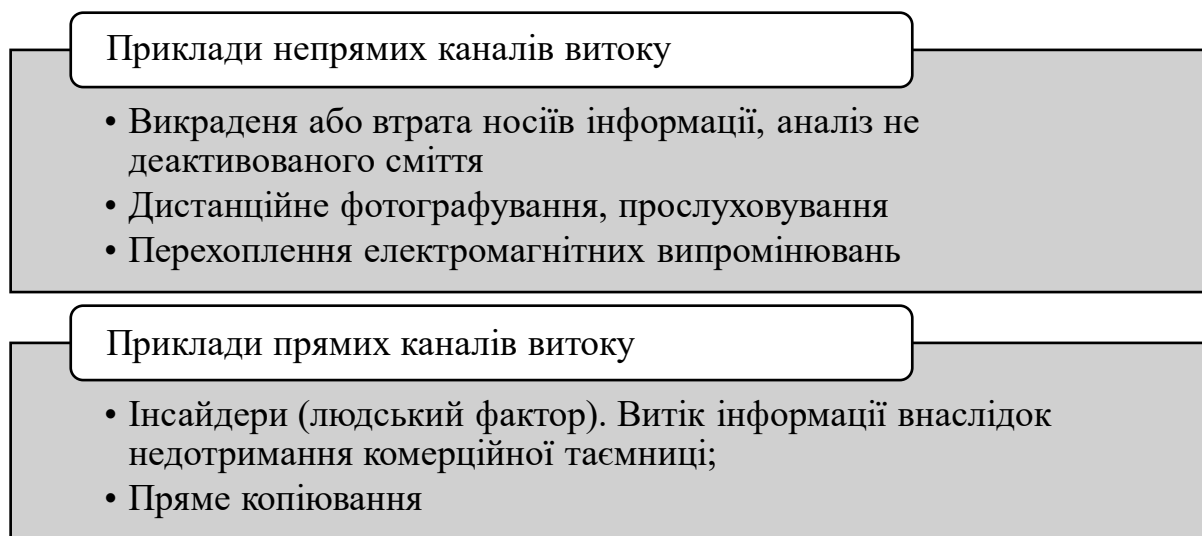 Приклади непрямих каналів витоку
• Викраденя або втрата носіїв інформації, аналіз не
деактивованого сміття
• Дистанційне фотографування, прослуховування
• Перехоплення електромагнітних випромінювань
Приклади прямих каналів витоку
• Інсайдери (людський фактор). Витік інформації внаслідок
недотримання комерційної таємниці;
• Пряме копіювання